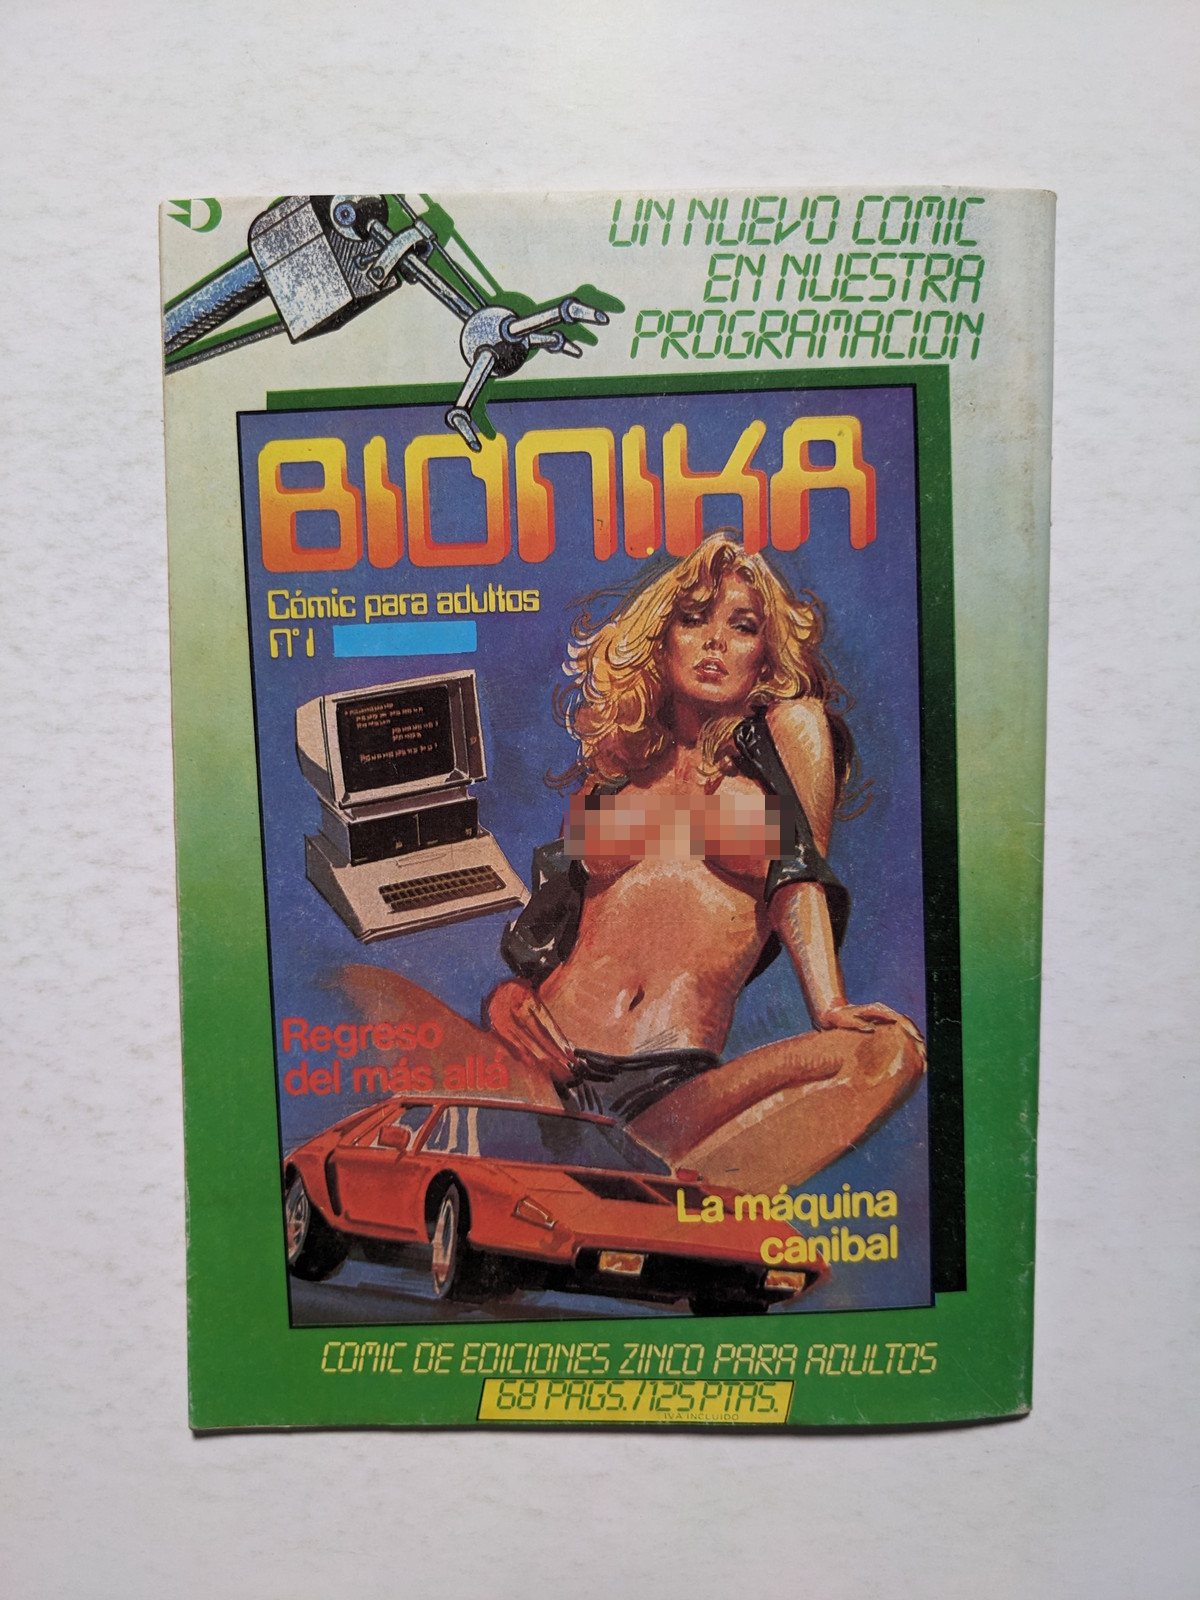 UN NUEVO COMIC
EN NUESTRA
PROGRAMACION
BIONIKA
Cómic para adultos
nº1
Regreso
del más allá
La máquina
canibal
COMIC DE EDICIONES ZINCO PARA ADULTOS
68 PAGS./125 PTAS.
IVA INCLUIDO